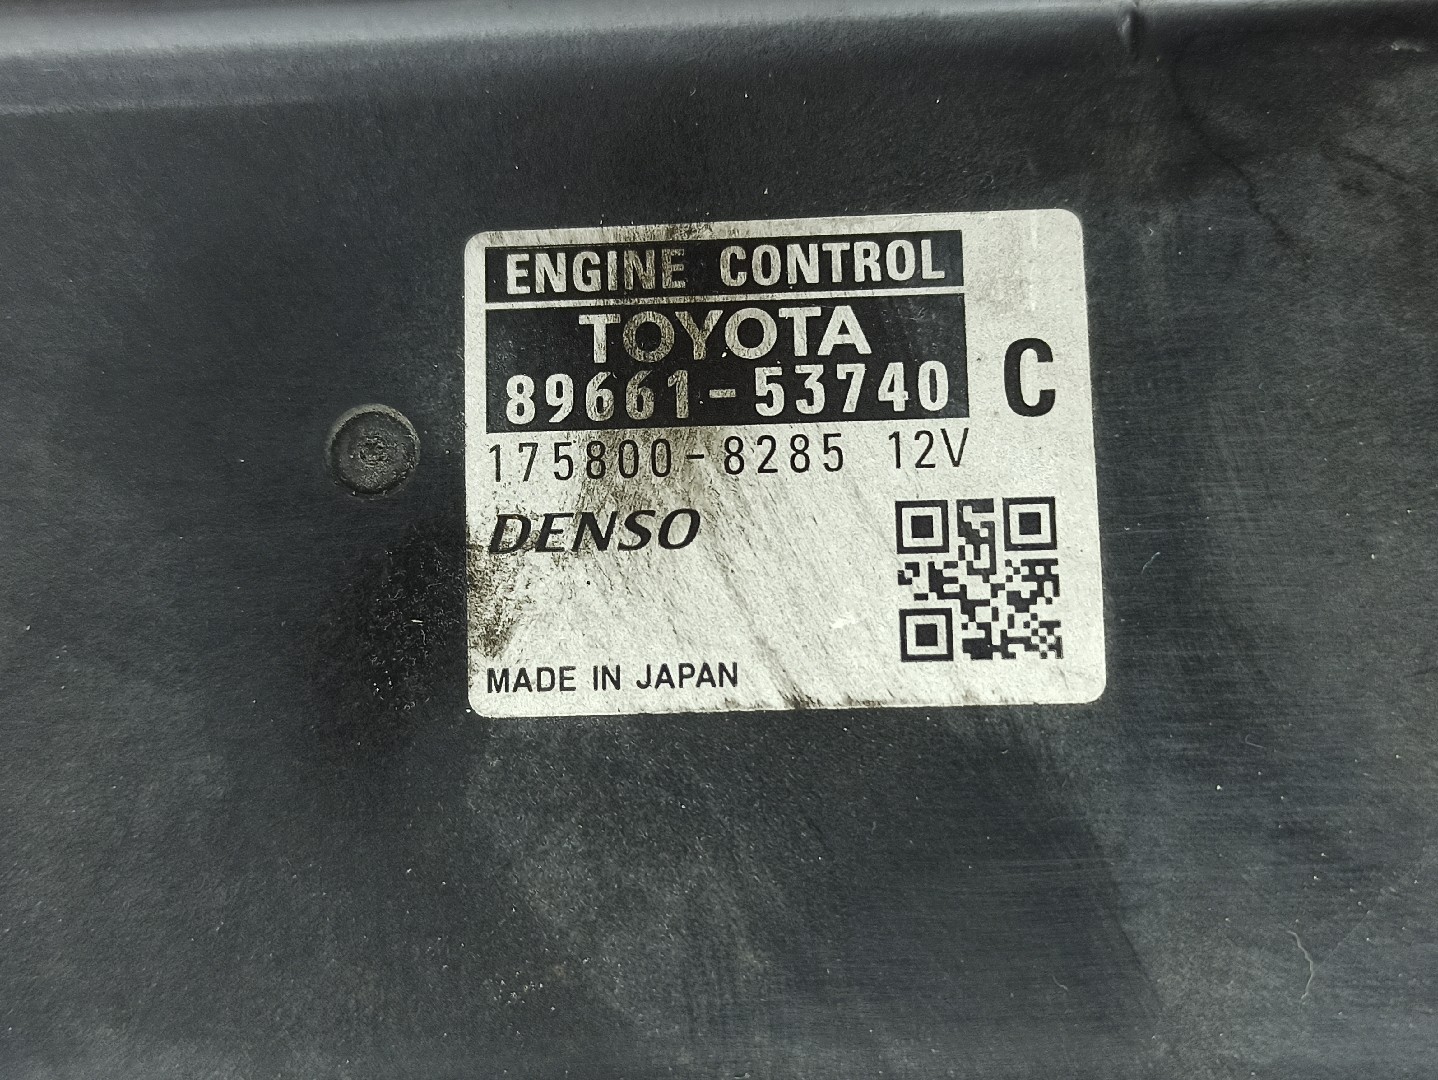 ENGINE CONTROL
TOYOTA
89661-53740
C
175800-8285 12V
DENSO
MADE IN JAPAN